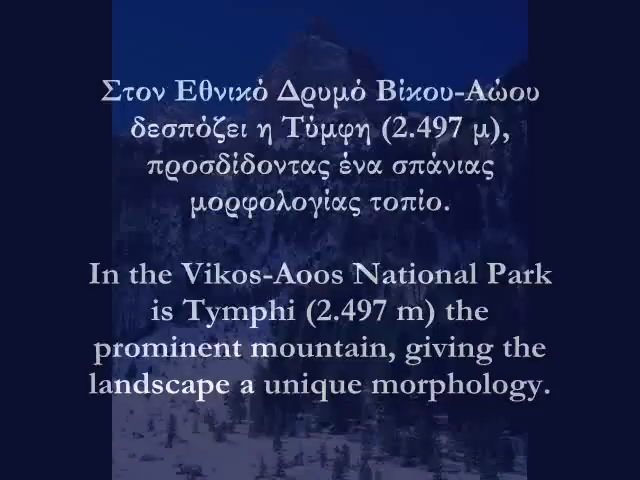 Στον Εθνικό Δρυμό Βίκου-Αώου
δεσπόζει η Τύμφη (2.497 μ),
προσδίδοντας ένα σπάνιας
μορφολογίας τοπίο.
In the Vikos-Aoos National Park
is Tymphi (2.497 m) the
prominent mountain, giving the
landscape a unique morphology.